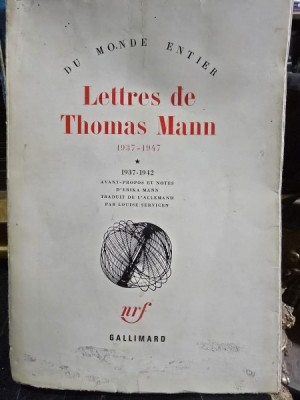 DU MONDE ENTIER
Lettres de
Thomas Mann
1937-1947
★
1937-1942
AVANT-PROPOS ET NOTES
D'ERIKA MANN
TRADUIT DE L'ALLEMAND
PAR LOUISE SERVICEN
nrf
GALLIMARD